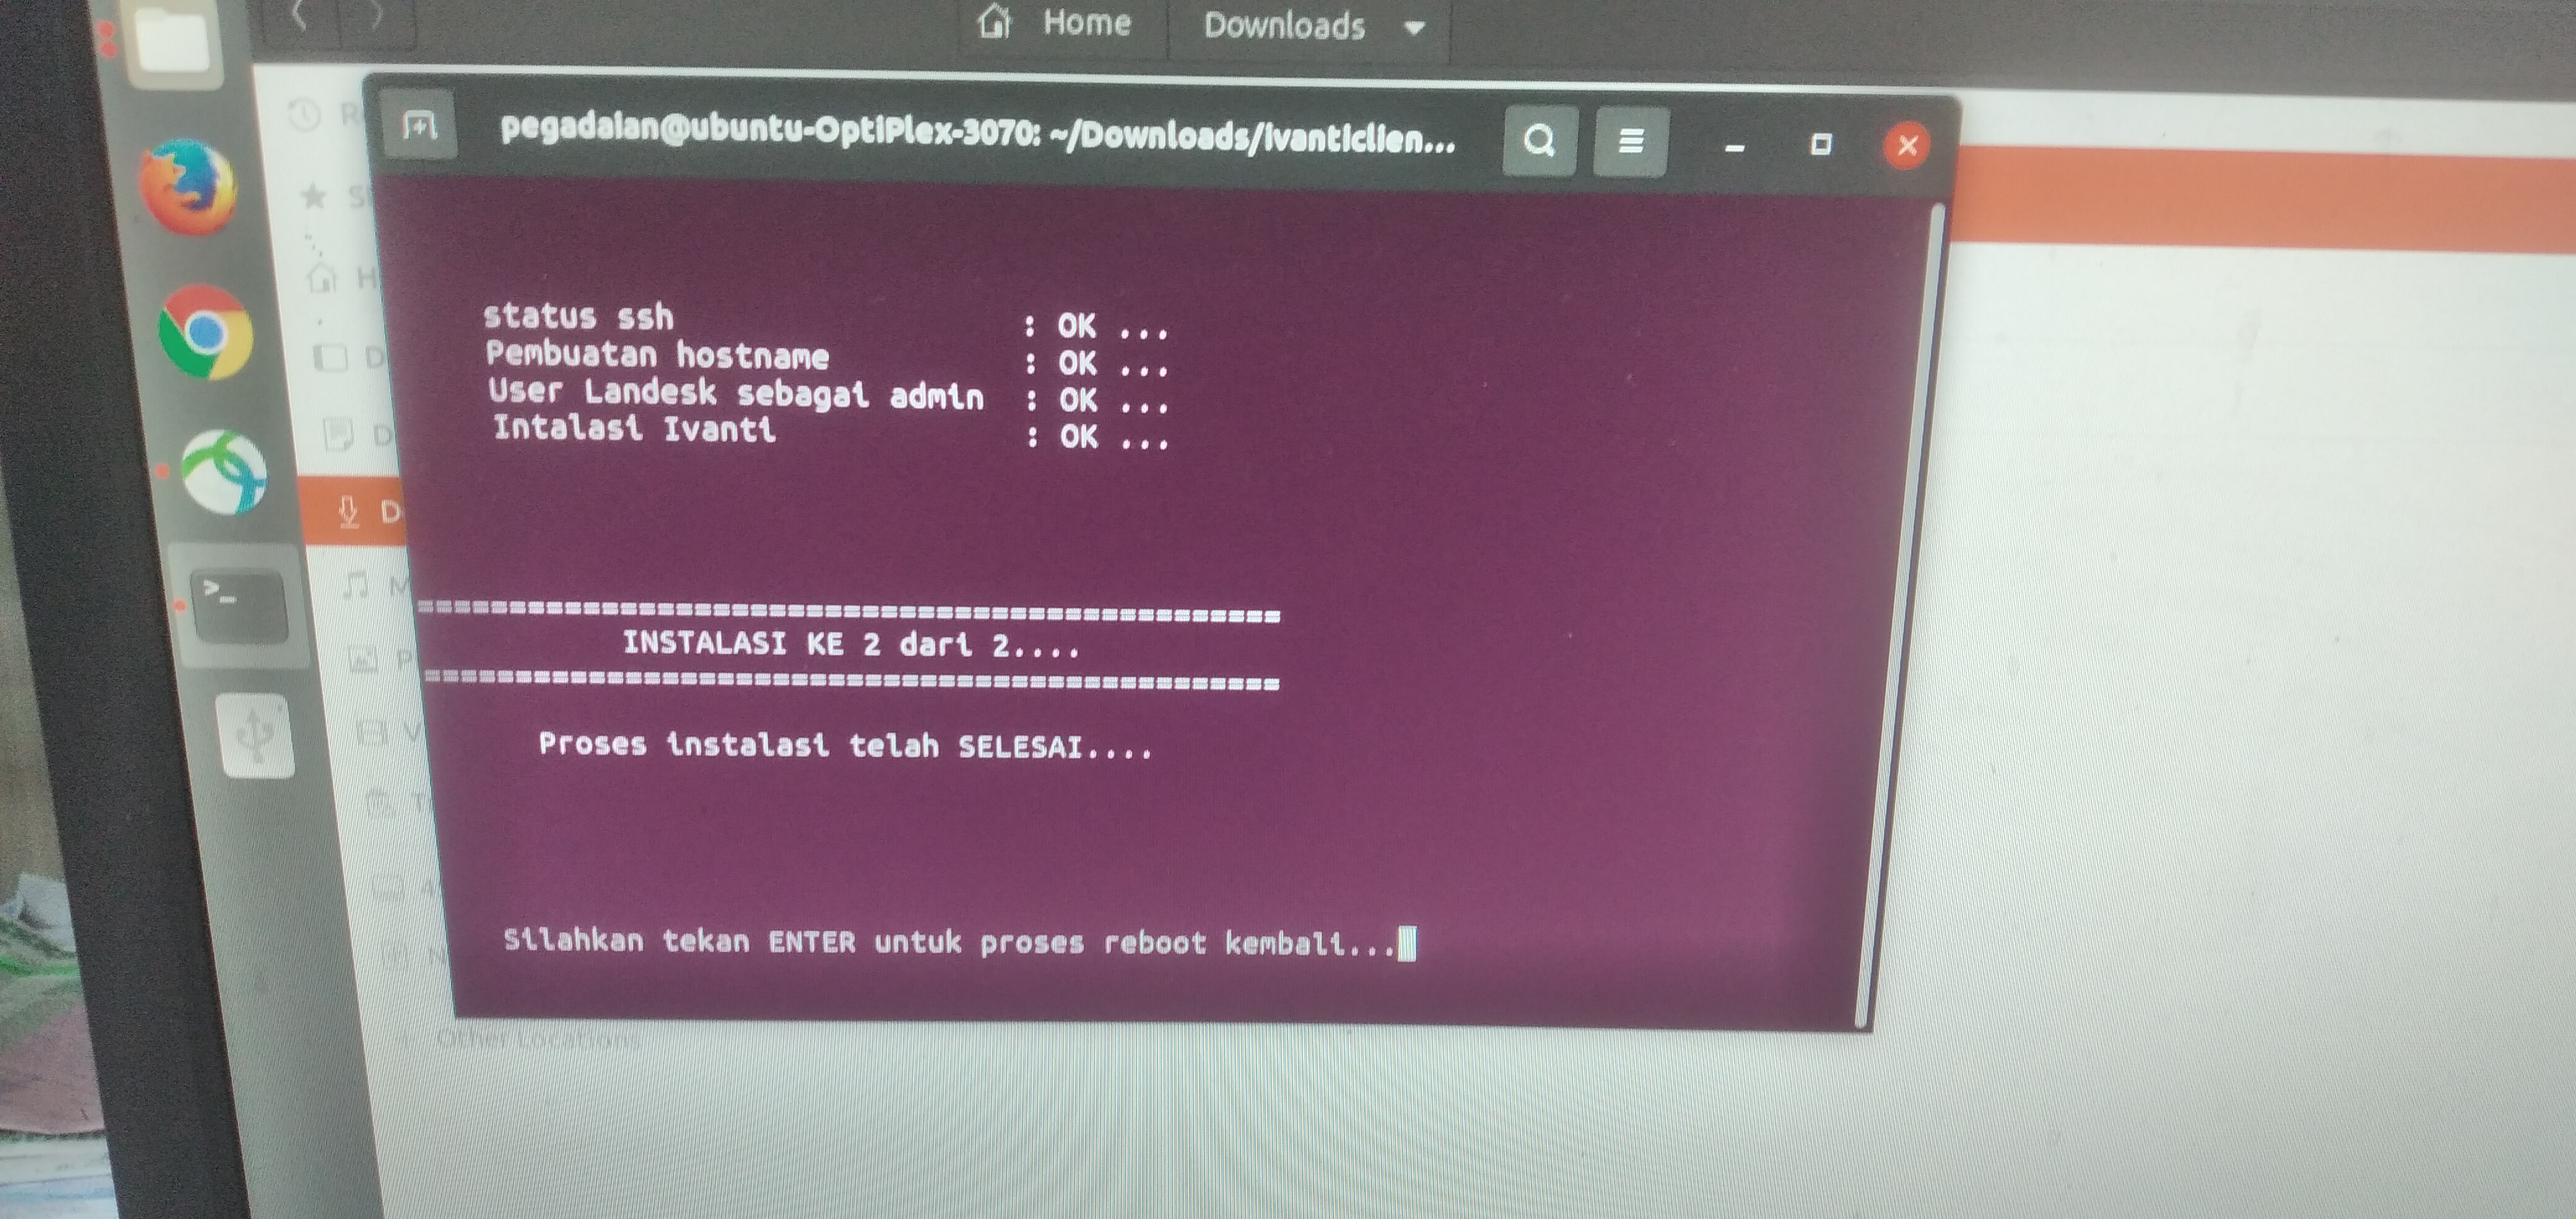 Home
Downloads
pegadaian@ubuntu-OptiPlex-3070: ~/Downloads/ivanticlien...
status ssh : OK ...
Pembuatan hostname : OK ...
User Landesk sebagai admin : OK ...
Intalasi Ivanti : OK ...
===============================================
INSTALASI KE 2 dari 2....
===============================================
Proses instalasi telah SELESAI....
Silahkan tekan ENTER untuk proses reboot kembali...
Other Locations